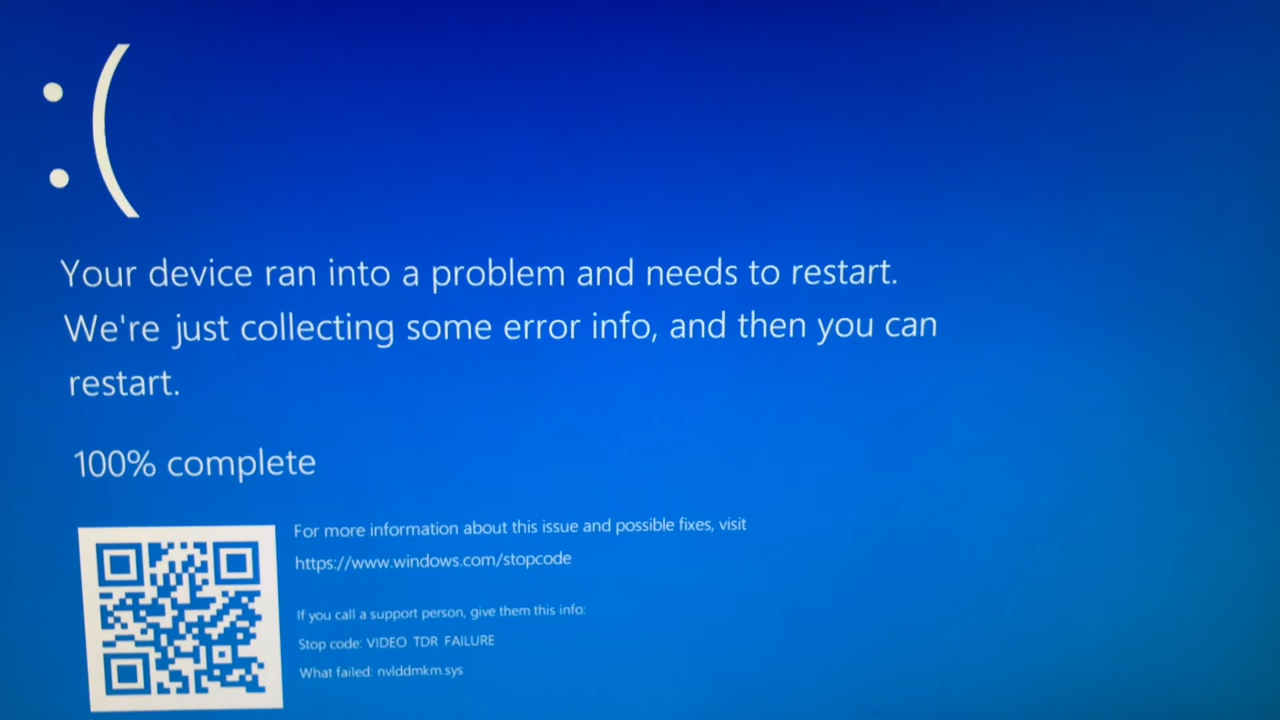 :(
Your device ran into a problem and needs to restart.
We're just collecting some error info, and then you can
restart.
100% complete
For more information about this issue and possible fixes, visit
https://www.windows.com/stopcode
If you call a support person, give them this info:
Stop code: VIDEO TDR FAILURE
What failed: nvlddmkm.sys